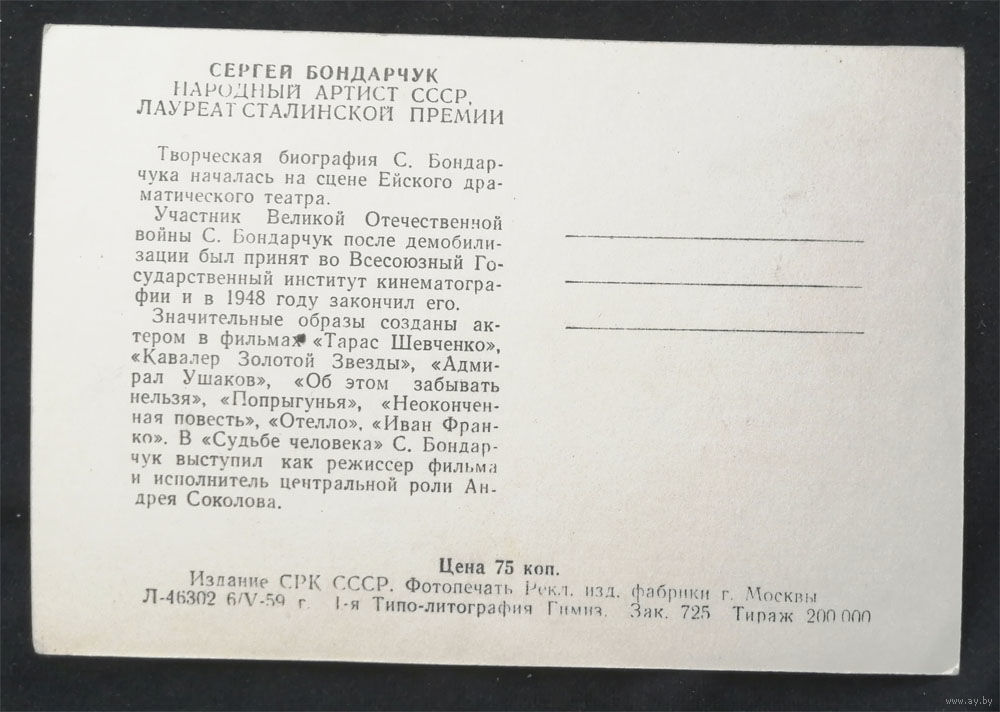 СЕРГЕЙ БОНДАРЧУК
НАРОДНЫЙ АРТИСТ СССР,
ЛАУРЕАТ СТАЛИНСКОЙ ПРЕМИИ
Творческая биография С. Бондар-
чука началась на сцене Ейского дра-
матического театра.
Участник Великой Отечественной
войны С. Бондарчук после демобили-
зации был принят во Всесоюзный Го-
сударственный институт кинематогра-
фии и в 1948 году закончил его.
Значительные образы созданы ак-
тером в фильмах «Тарас Шевченко»,
«Кавалер Золотой Звезды», «Адми-
рал Ушаков», «Об этом забывать
нельзя», «Попрыгунья», «Неокончен-
ная повесть», «Отелло», «Иван Фран-
ко». В «Судьбе человека» С. Бондар-
чук выступил как режиссер фильма
и исполнитель центральной роли Ан-
дрея Соколова.
Цена 75 коп.
Издание СРК СССР. Фотопечать Рекл. изд. фабрики г. Москвы
Л-46302 6/V-59 г. 1-я Типо-литография Гимиз. Зак. 725 Тираж 200 000
www.ay.by